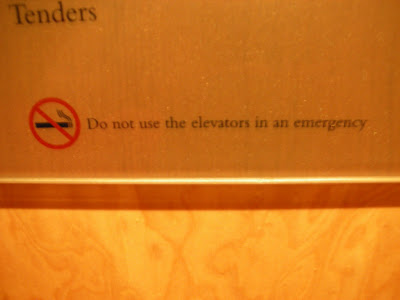 Tenders
Do not use the elevators in an emergency